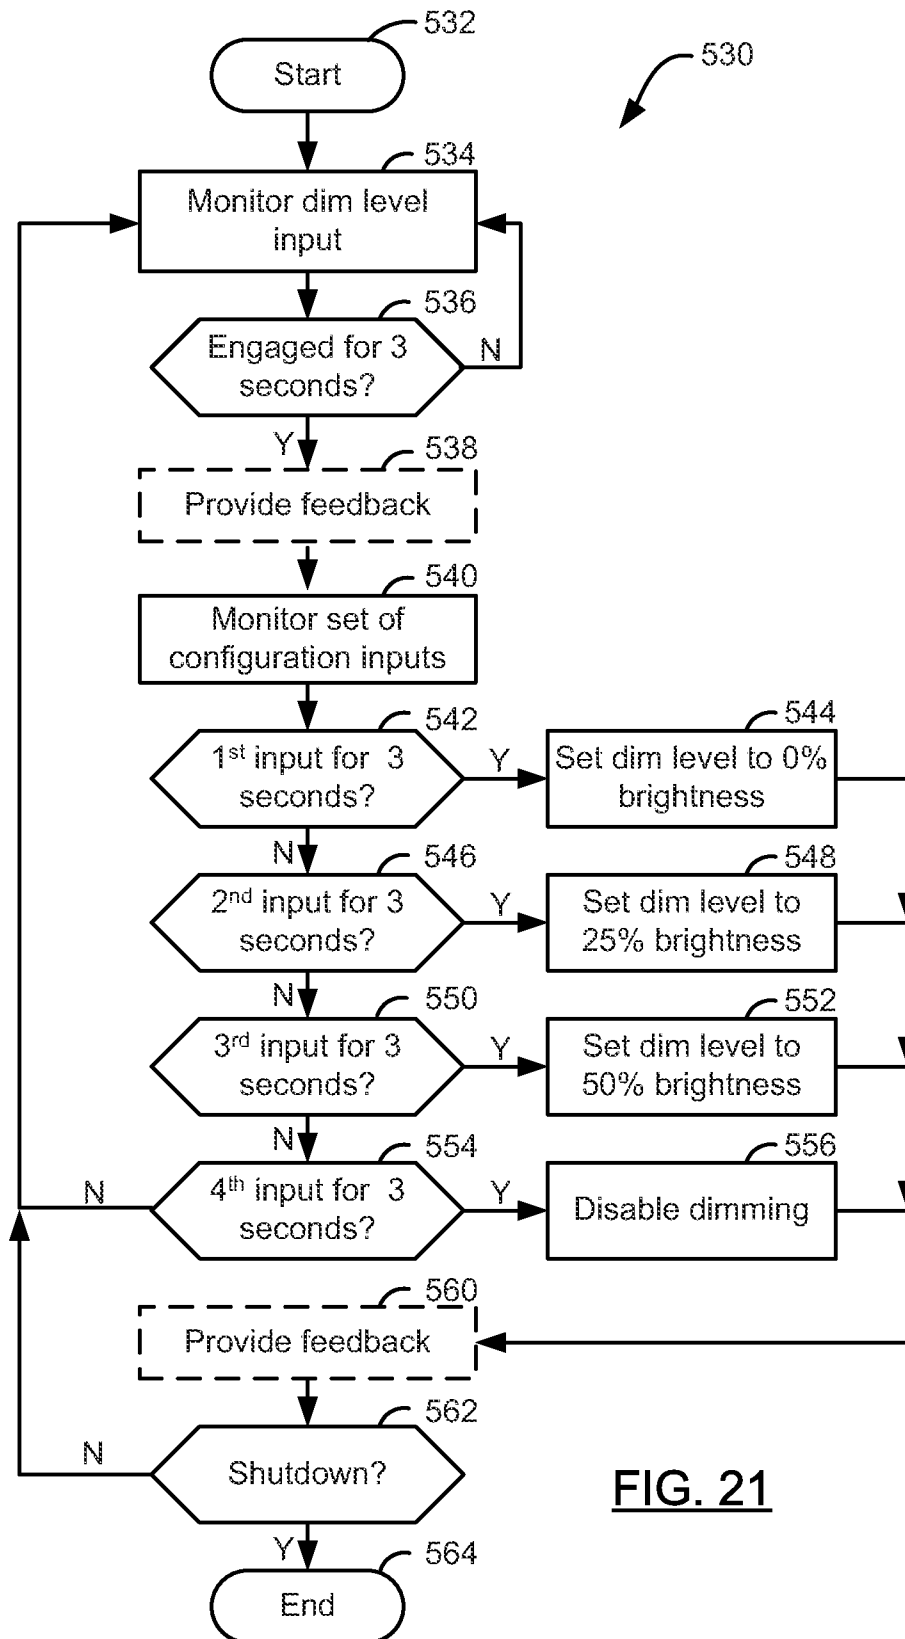 532
Start
530
534
Monitor dim level
input
536
Engaged for 3
seconds?
N
Y
538
Provide feedback
540
Monitor set of
configuration inputs
542
1st input for 3
seconds?
Y
544
Set dim level to 0%
brightness
N
546
2nd input for 3
seconds?
Y
548
Set dim level to
25% brightness
N
550
3rd input for 3
seconds?
Y
552
Set dim level to
50% brightness
N
554
4th input for 3
seconds?
N
Y
556
Disable dimming
560
Provide feedback
562
Shutdown?
N
Y
564
End
FIG. 21